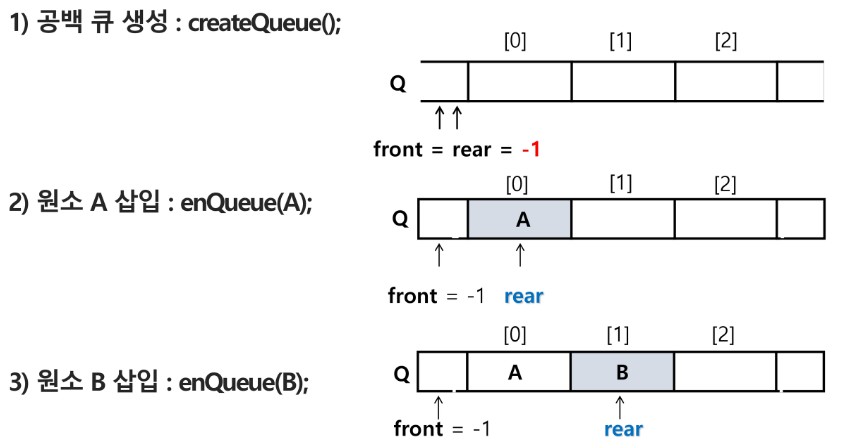 1) 공백 큐 생성 : createQueue();
[0] [1] [2]
Q
front = rear = -1
2) 원소 A 삽입 : enQueue(A);
[0] [1] [2]
Q A
front = -1 rear
3) 원소 B 삽입 : enQueue(B);
[0] [1] [2]
Q A B
front = -1 rear